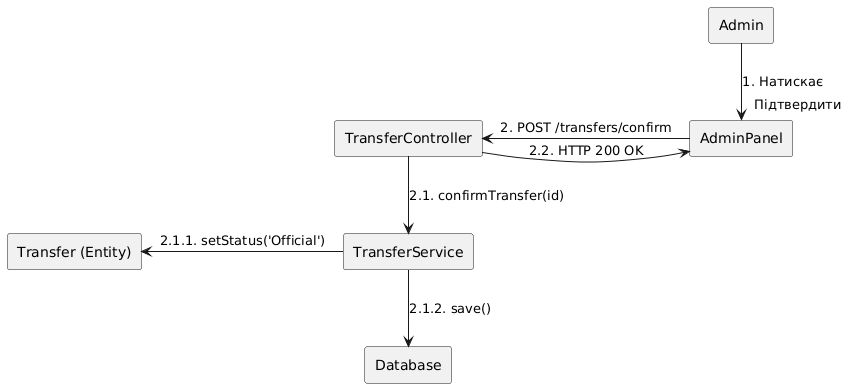 Admin
1. Натискає
Підтвердити
TransferController
2. POST /transfers/confirm
AdminPanel
2.2. HTTP 200 OK
2.1. confirmTransfer(id)
Transfer (Entity)
2.1.1. setStatus('Official')
TransferService
2.1.2. save()
Database